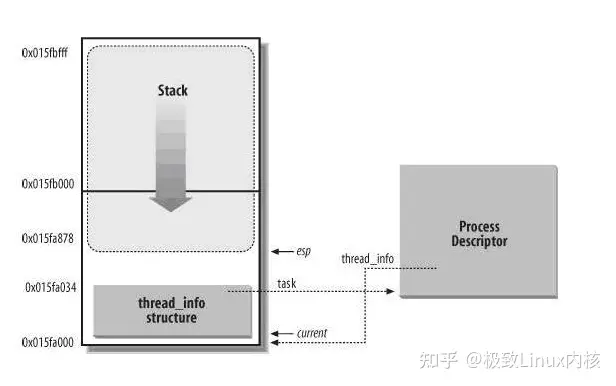 0x015fbfff
Stack
0x015fb000
0x015fa878
esp
Process
Descriptor
thread_info
0x015fa034
task
thread_info
structure
current
0x015fa000
知乎 @极致Linux内核